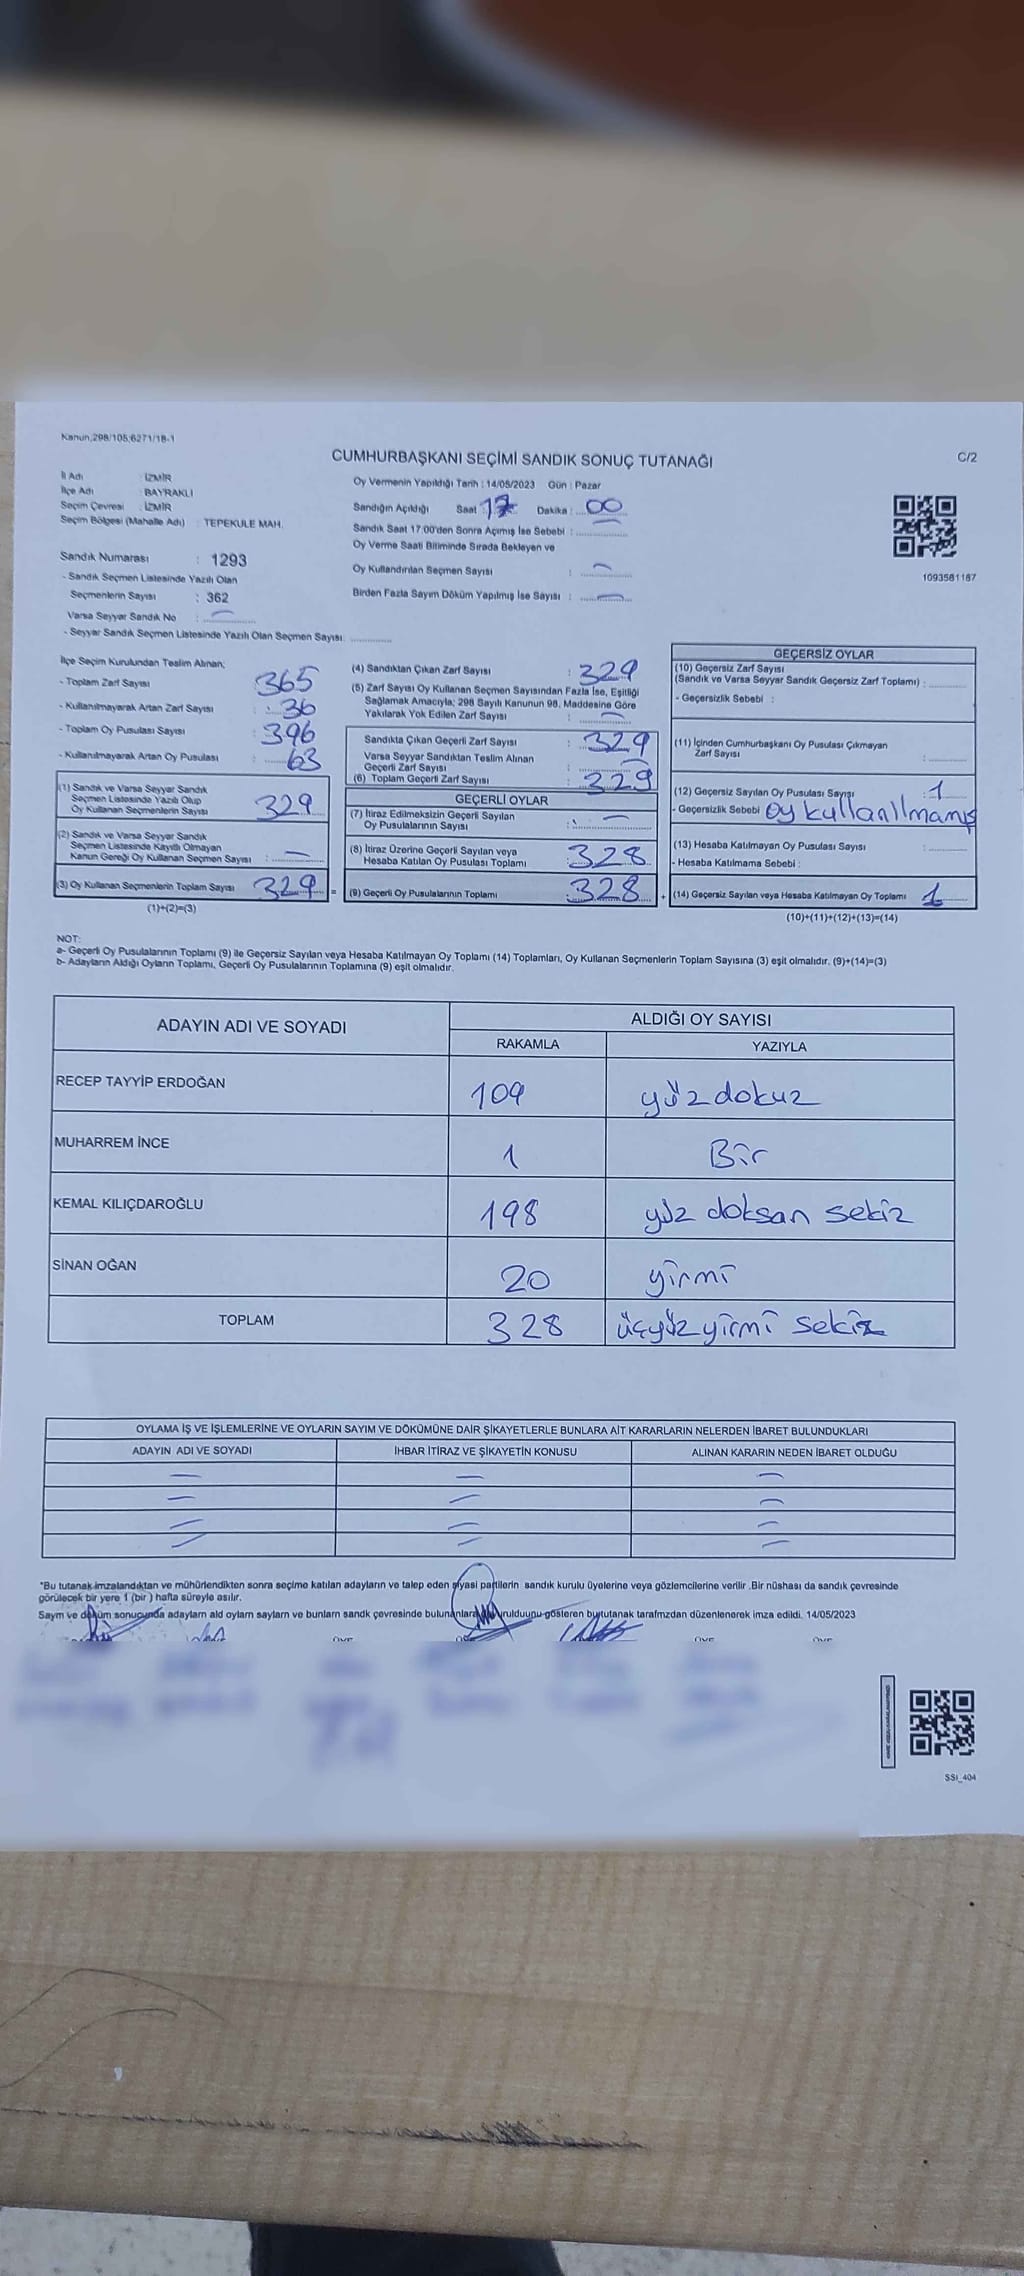 Kanun;298/105;6271/18-1
CUMHURBAŞKANI SEÇİMİ SANDIK SONUÇ TUTANAĞI
C/2
İl Adı : İZMİR
İlçe Adı : BAYRAKLI
Seçim Çevresi : İZMİR
Seçim Bölgesi (Mahalle Adı) : TEPEKULE MAH.
Oy Vermenin Yapıldığı Tarih : 14/05/2023 Gün : Pazar
Sandığın Açıldığı Saat : 17 Dakika : 00
Sandık Saat 17:00'den Sonra Açımış İse Sebebi :
Oy Verme Saati Bitiminde Sırada Bekleyen ve
Oy Kullandırılan Seçmen Sayısı : —
Birden Fazla Sayım Döküm Yapılmış İse Sayısı : —
1093581187
Sandık Numarası : 1293
- Sandık Seçmen Listesinde Yazılı Olan
Seçmenlerin Sayısı : 362
Varsa Seyyar Sandık No : —
- Seyyar Sandık Seçmen Listesinde Yazılı Olan Seçmen Sayısı:
İlçe Seçim Kurulundan Teslim Alınan;
- Toplam Zarf Sayısı : 365
- Kullanılmayarak Artan Zarf Sayısı : 36
- Toplam Oy Pusulası Sayısı : 396
- Kullanılmayarak Artan Oy Pusulası : 63
(1) Sandık ve Varsa Seyyar Sandık
Seçmen Listesinde Yazılı Olup
Oy Kullanan Seçmenlerin Sayısı 329
(2) Sandık ve Varsa Seyyar Sandık
Seçmen Listesinde Kayıtlı Olmayan
Kanun Gereği Oy Kullanan Seçmen Sayısı : —
(3) Oy Kullanan Seçmenlerin Toplam Sayısı 329 =
(1)+(2)=(3)
(4) Sandıktan Çıkan Zarf Sayısı : 329
(5) Zarf Sayısı Oy Kullanan Seçmen Sayısından Fazla İse, Eşitliği
Sağlamak Amacıyla; 298 Sayılı Kanunun 98. Maddesine Göre
Yakılarak Yok Edilen Zarf Sayısı : —
Sandıkta Çıkan Geçerli Zarf Sayısı : 329
Varsa Seyyar Sandıktan Teslim Alınan
Geçerli Zarf Sayısı : —
(6) Toplam Geçerli Zarf Sayısı : 329
GEÇERLİ OYLAR
(7) İtiraz Edilmeksizin Geçerli Sayılan
Oy Pusulalarının Sayısı : —
(8) İtiraz Üzerine Geçerli Sayılan veya
Hesaba Katılan Oy Pusulası Toplamı : 328
(9) Geçerli Oy Pusulalarının Toplamı : 328 +
GEÇERSİZ OYLAR
(10) Geçersiz Zarf Sayısı
(Sandık ve Varsa Seyyar Sandık Geçersiz Zarf Toplamı) :
- Geçersizlik Sebebi :
(11) İçinden Cumhurbaşkanı Oy Pusulası Çıkmayan
Zarf Sayısı :
(12) Geçersiz Sayılan Oy Pusulası Sayısı : 1
- Geçersizlik Sebebi oy kullanılmamış
(13) Hesaba Katılmayan Oy Pusulası Sayısı :
- Hesaba Katılmama Sebebi :
(14) Geçersiz Sayılan veya Hesaba Katılmayan Oy Toplamı 1
(10)+(11)+(12)+(13)=(14)
NOT:
a- Geçerli Oy Pusulalarının Toplamı (9) ile Geçersiz Sayılan veya Hesaba Katılmayan Oy Toplamı (14) Toplamları, Oy Kullanan Seçmenlerin Toplam Sayısına (3) eşit olmalıdır. (9)+(14)=(3)
b- Adayların Aldığı Oyların Toplamı, Geçerli Oy Pusulalarının Toplamına (9) eşit olmalıdır.
ADAYIN ADI VE SOYADI ALDIĞI OY SAYISI
RAKAMLA YAZIYLA
RECEP TAYYİP ERDOĞAN 109 yüz dokuz
MUHARREM İNCE 1 Bir
KEMAL KILIÇDAROĞLU 198 yüz doksan sekiz
SİNAN OĞAN 20 yirmi
TOPLAM 328 üçyüz yirmi sekiz
OYLAMA İŞ VE İŞLEMLERİNE VE OYLARIN SAYIM VE DÖKÜMÜNE DAİR ŞİKAYETLERLE BUNLARA AİT KARARLARIN NELERDEN İBARET BULUNDUKLARI
ADAYIN ADI VE SOYADI İHBAR İTİRAZ VE ŞİKAYETİN KONUSU ALINAN KARARIN NEDEN İBARET OLDUĞU
— — —
— — —
— — —
— — —
*Bu tutanak imzalandıktan ve mühürlendikten sonra seçime katılan adayların ve talep eden siyasi partilerin sandık kurulu üyelerine veya gözlemcilerine verilir .Bir nüshası da sandık çevresinde
görülecek bir yere 1 (bir ) hafta süreyle asılır.
Sayım ve döküm sonucunda adayların ald oyların sayların ve bunların sandk çevresinde gösteren bu tutanak tarafmzdan düzenlenerek imza edildi. 14/05/2023
SSI_404